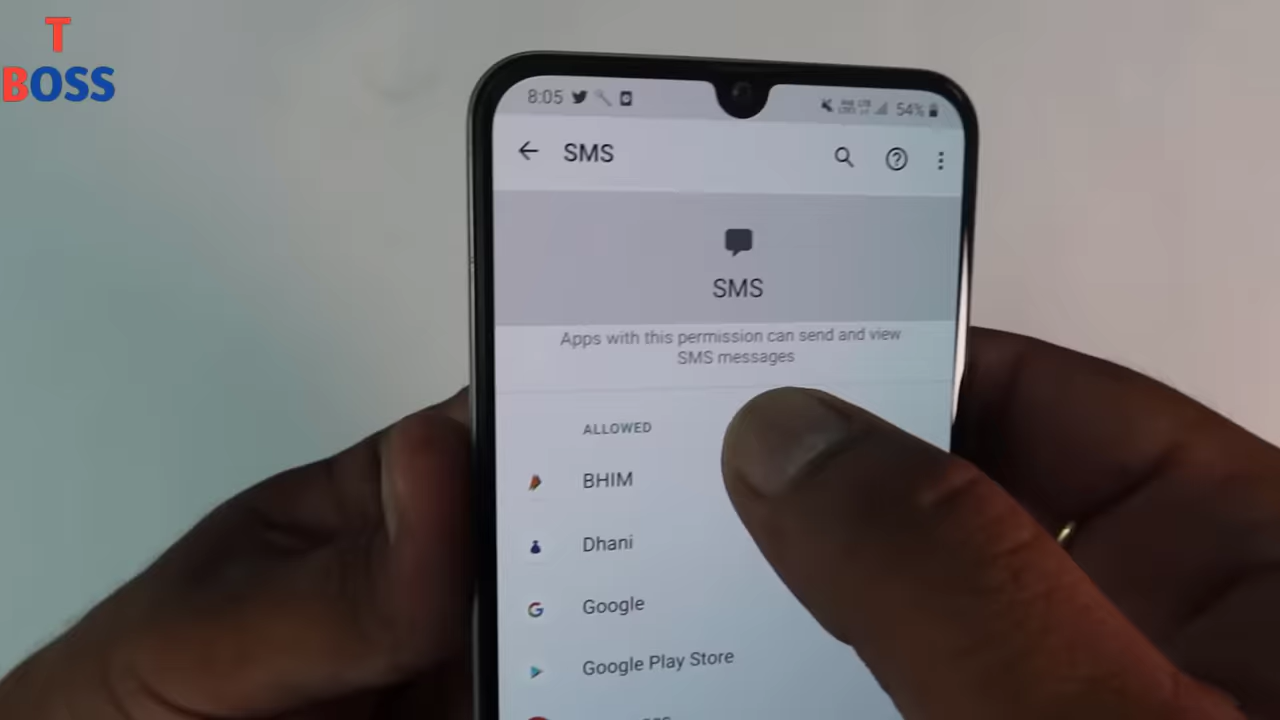 T
BOSS
8:05
54%
SMS
SMS
Apps with this permission can send and view
SMS messages
ALLOWED
BHIM
Dhani
Google
Google Play Store